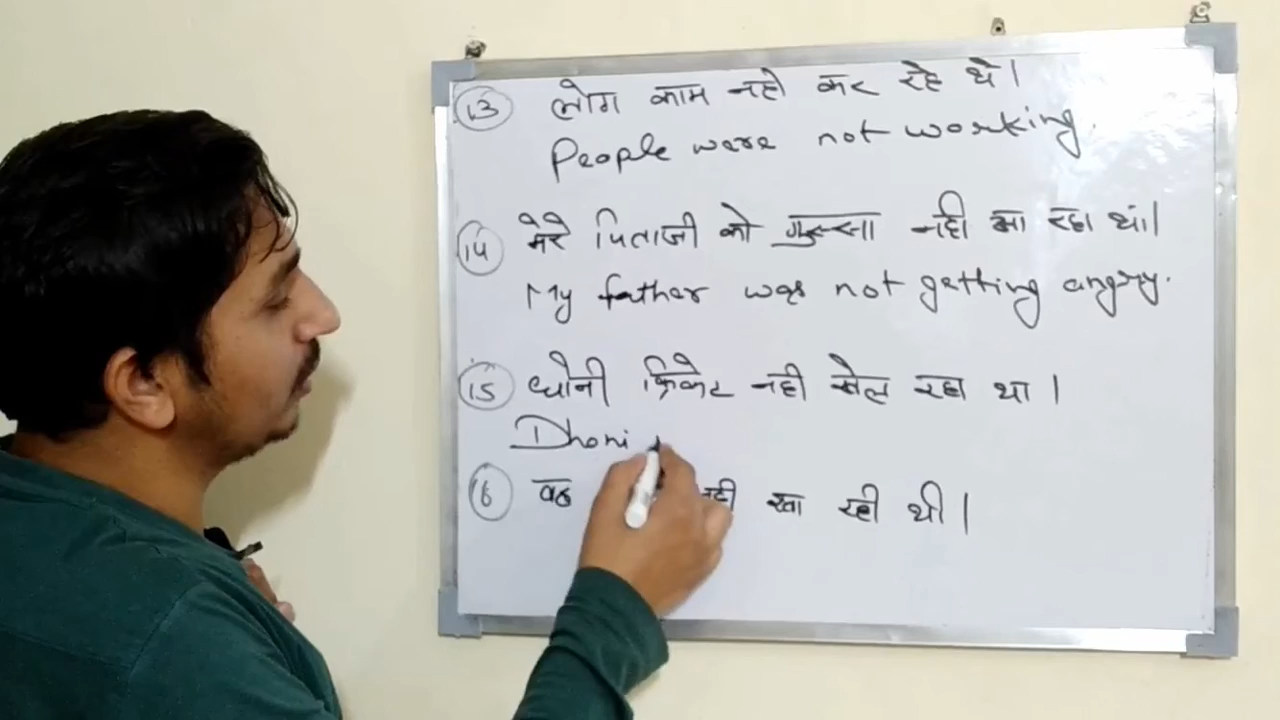 13 लोग काम नही कर रहे थे।
People were not working.
14 मेरे पिताजी को गुस्सा नही आ रहा था।
My father was not getting angry.
15 धोनी क्रिकेट नही खेल रहा था।
Dhoni
16 वह नही खा रही थी।